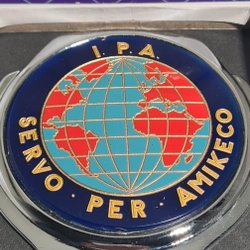 I.P.A.
SERVO · PER · AMIKECO